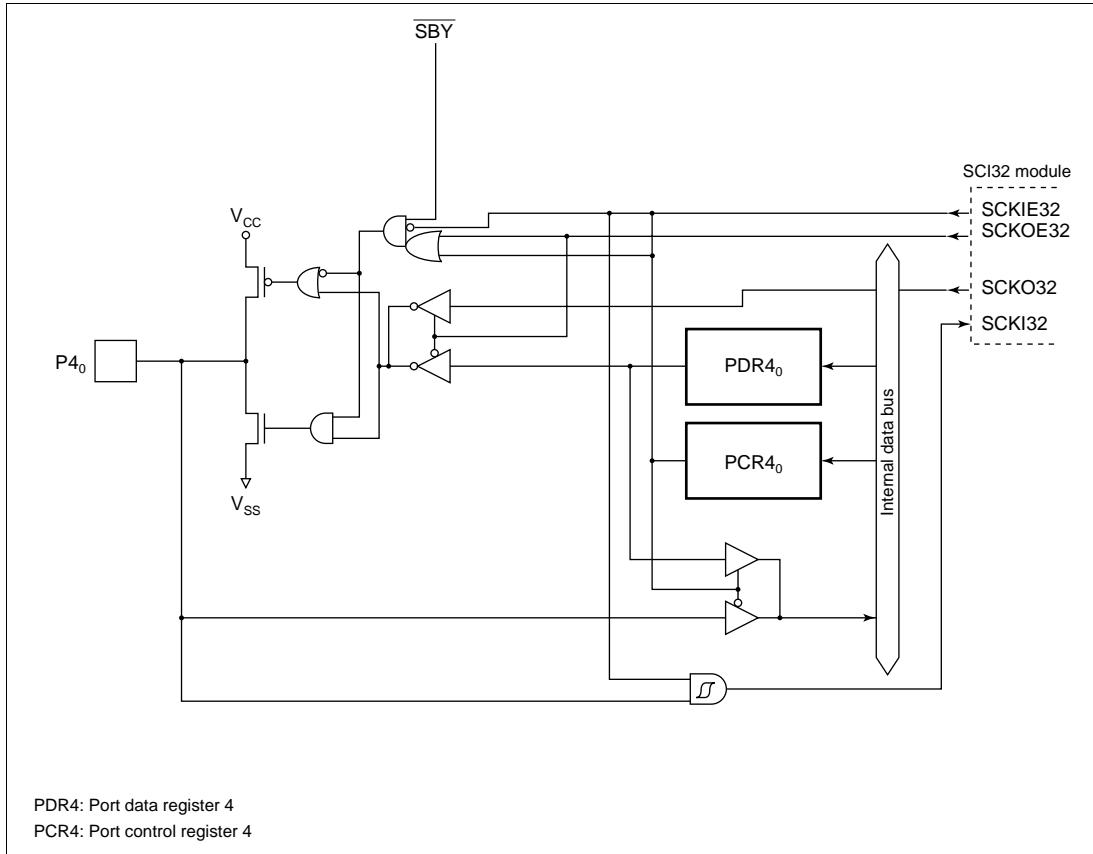 SBY
SCI32 module
SCKIE32
SCKOE32
SCKO32
SCKI32
VCC
P40
VSS
PDR40
PCR40
Internal data bus
PDR4: Port data register 4
PCR4: Port control register 4